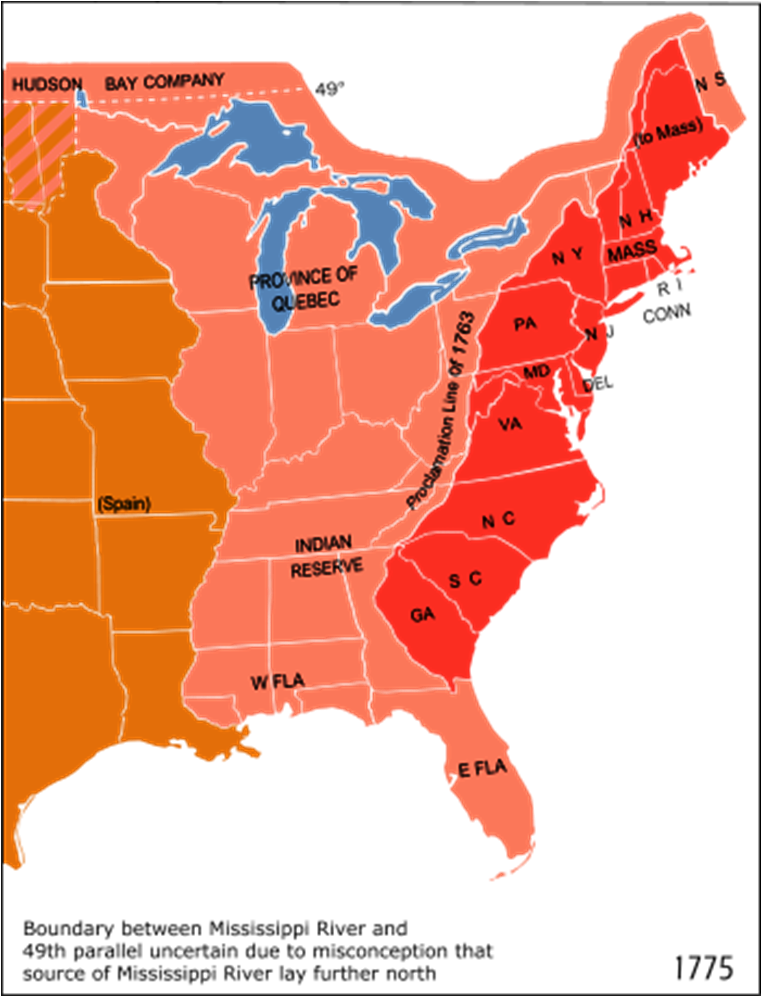 HUDSON BAY COMPANY
49°
N S
(to Mass)
N H
N Y
MASS
R I
CONN
PROVINCE OF
QUEBEC
PA
N J
Proclamation Line of 1763
MD
DEL
VA
(Spain)
N C
INDIAN
RESERVE
S C
GA
W FLA
E FLA
Boundary between Mississippi River and
49th parallel uncertain due to misconception that
source of Mississippi River lay further north
1775